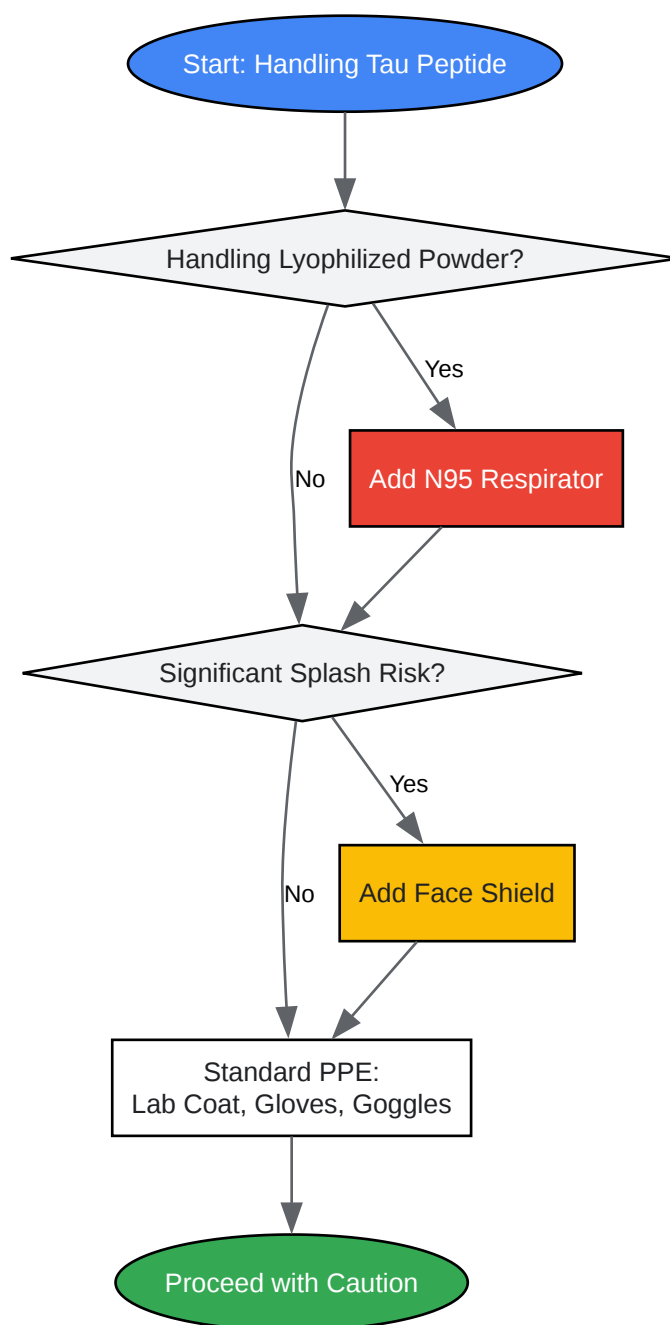 Start: Handling Tau Peptide
Handling Lyophilized Powder?
Yes
Add N95 Respirator
No
Significant Splash Risk?
Yes
Add Face Shield
No
Standard PPE:
Lab Coat, Gloves, Goggles
Proceed with Caution